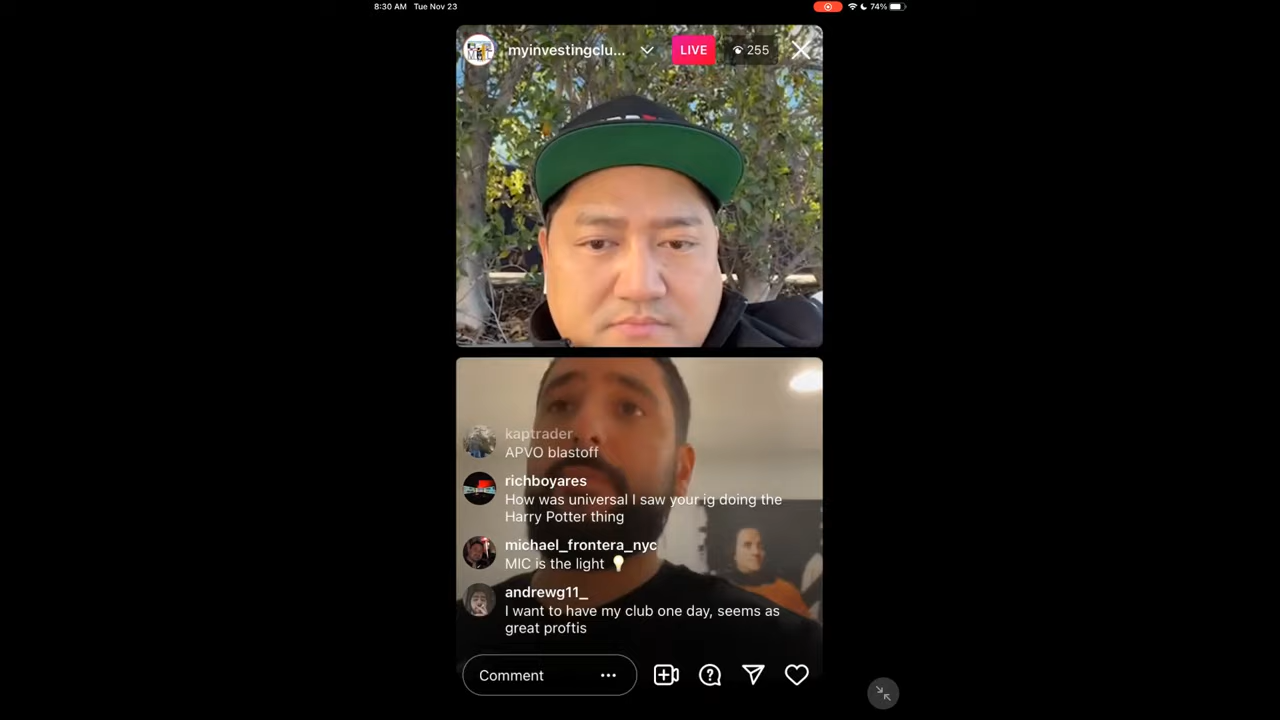 8:30 AM Tue Nov 23
74%
myinvestingclu...
LIVE
255
kaptrader
APVO blastoff
richboyares
How was universal I saw your ig doing the
Harry Potter thing
michael_frontera_nyc
MIC is the light 💡
andrewg11_
I want to have my club one day, seems as
great proftis
Comment